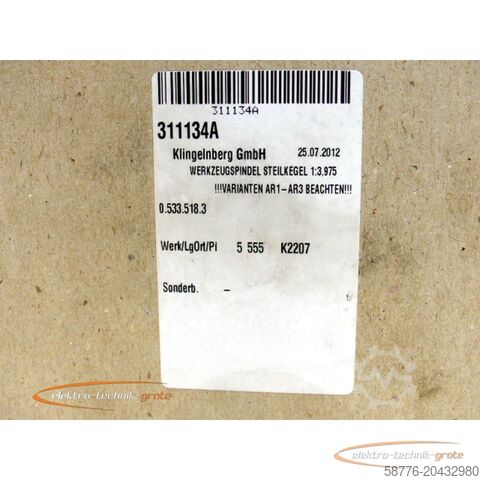 311134A
311134A
Klingelnberg GmbH 25.07.2012
WERKZEUGSPINDEL STEILKEGEL 1:3,975
!!!VARIANTEN AR1-AR3 BEACHTEN!!!
0.533.518.3
Werk/LgOrt/Pl 5 555 K2207
Sonderb. –
elektro-technik-grote
elektro-technik-grote
58776-20432980